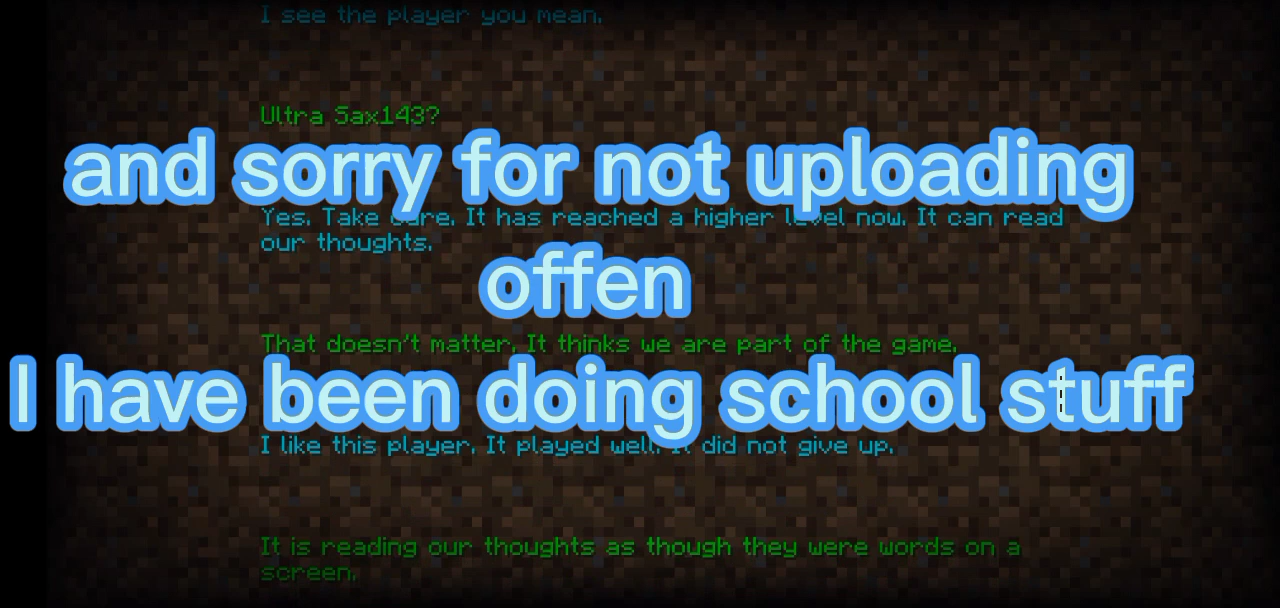 I see the player you mean.
Ultra Sax143?
and sorry for not uploading
Yes. Take care. It has reached a higher level now. It can read
our thoughts.
offen
That doesn't matter. It thinks we are part of the game.
I have been doing school stuff
I like this player. It played well. It did not give up.
It is reading our thoughts as though they were words on a
screen.